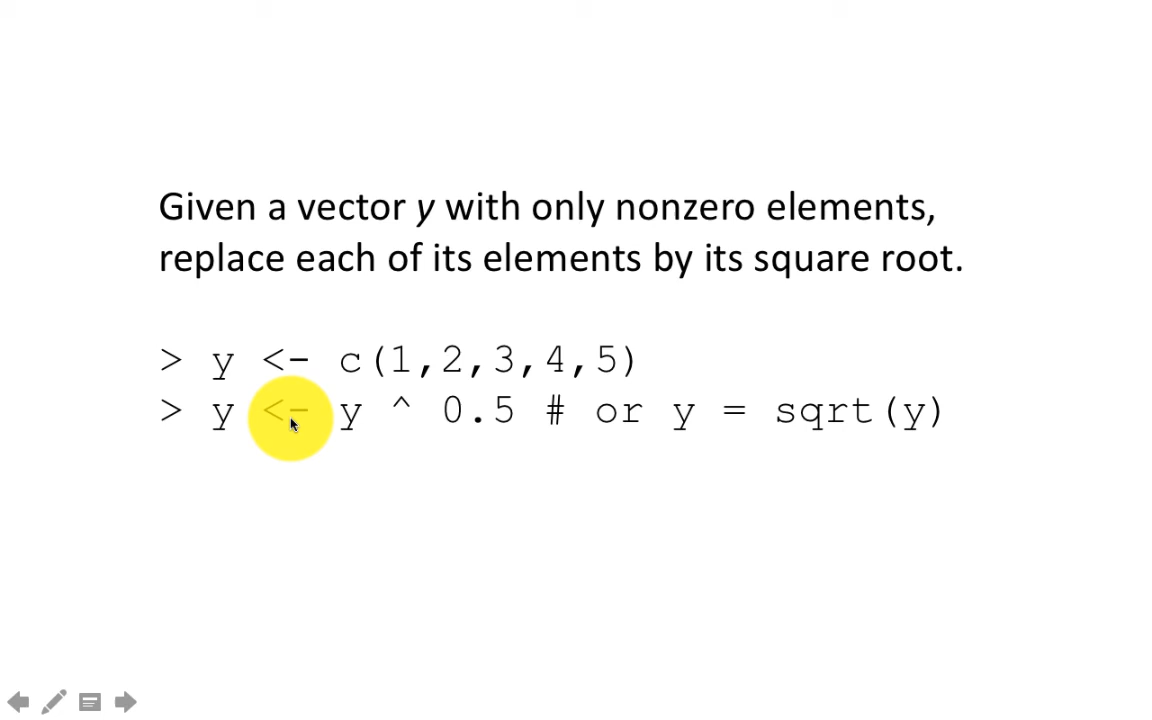 Given a vector y with only nonzero elements,
replace each of its elements by its square root.
> y <- c(1,2,3,4,5)
> y <- y ^ 0.5 # or y = sqrt(y)